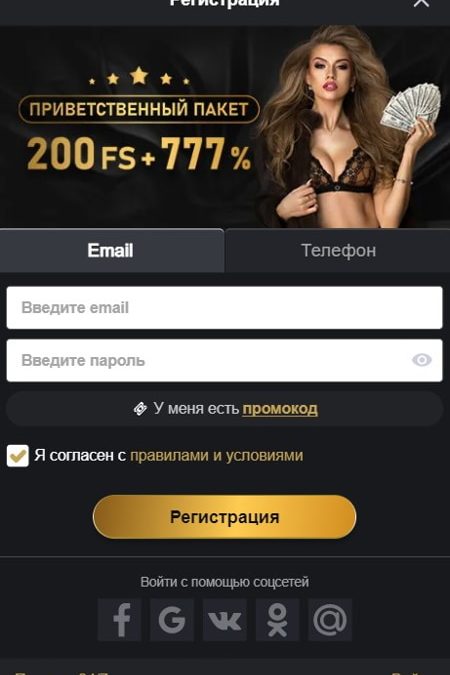 Регистрация
ПРИВЕТСТВЕННЫЙ ПАКЕТ
200 FS + 777 %
Email
Телефон
Введите email
Введите пароль
У меня есть промокод
Я согласен с правилами и условиями
Регистрация
Войти с помощью соцсетей